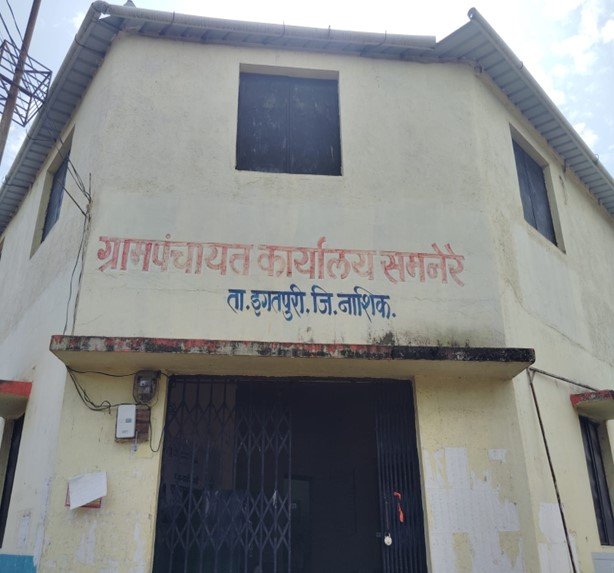 ग्रामपंचायत कार्यालय समनेरे
ता.इगतपुरी.जि.नाशिक.